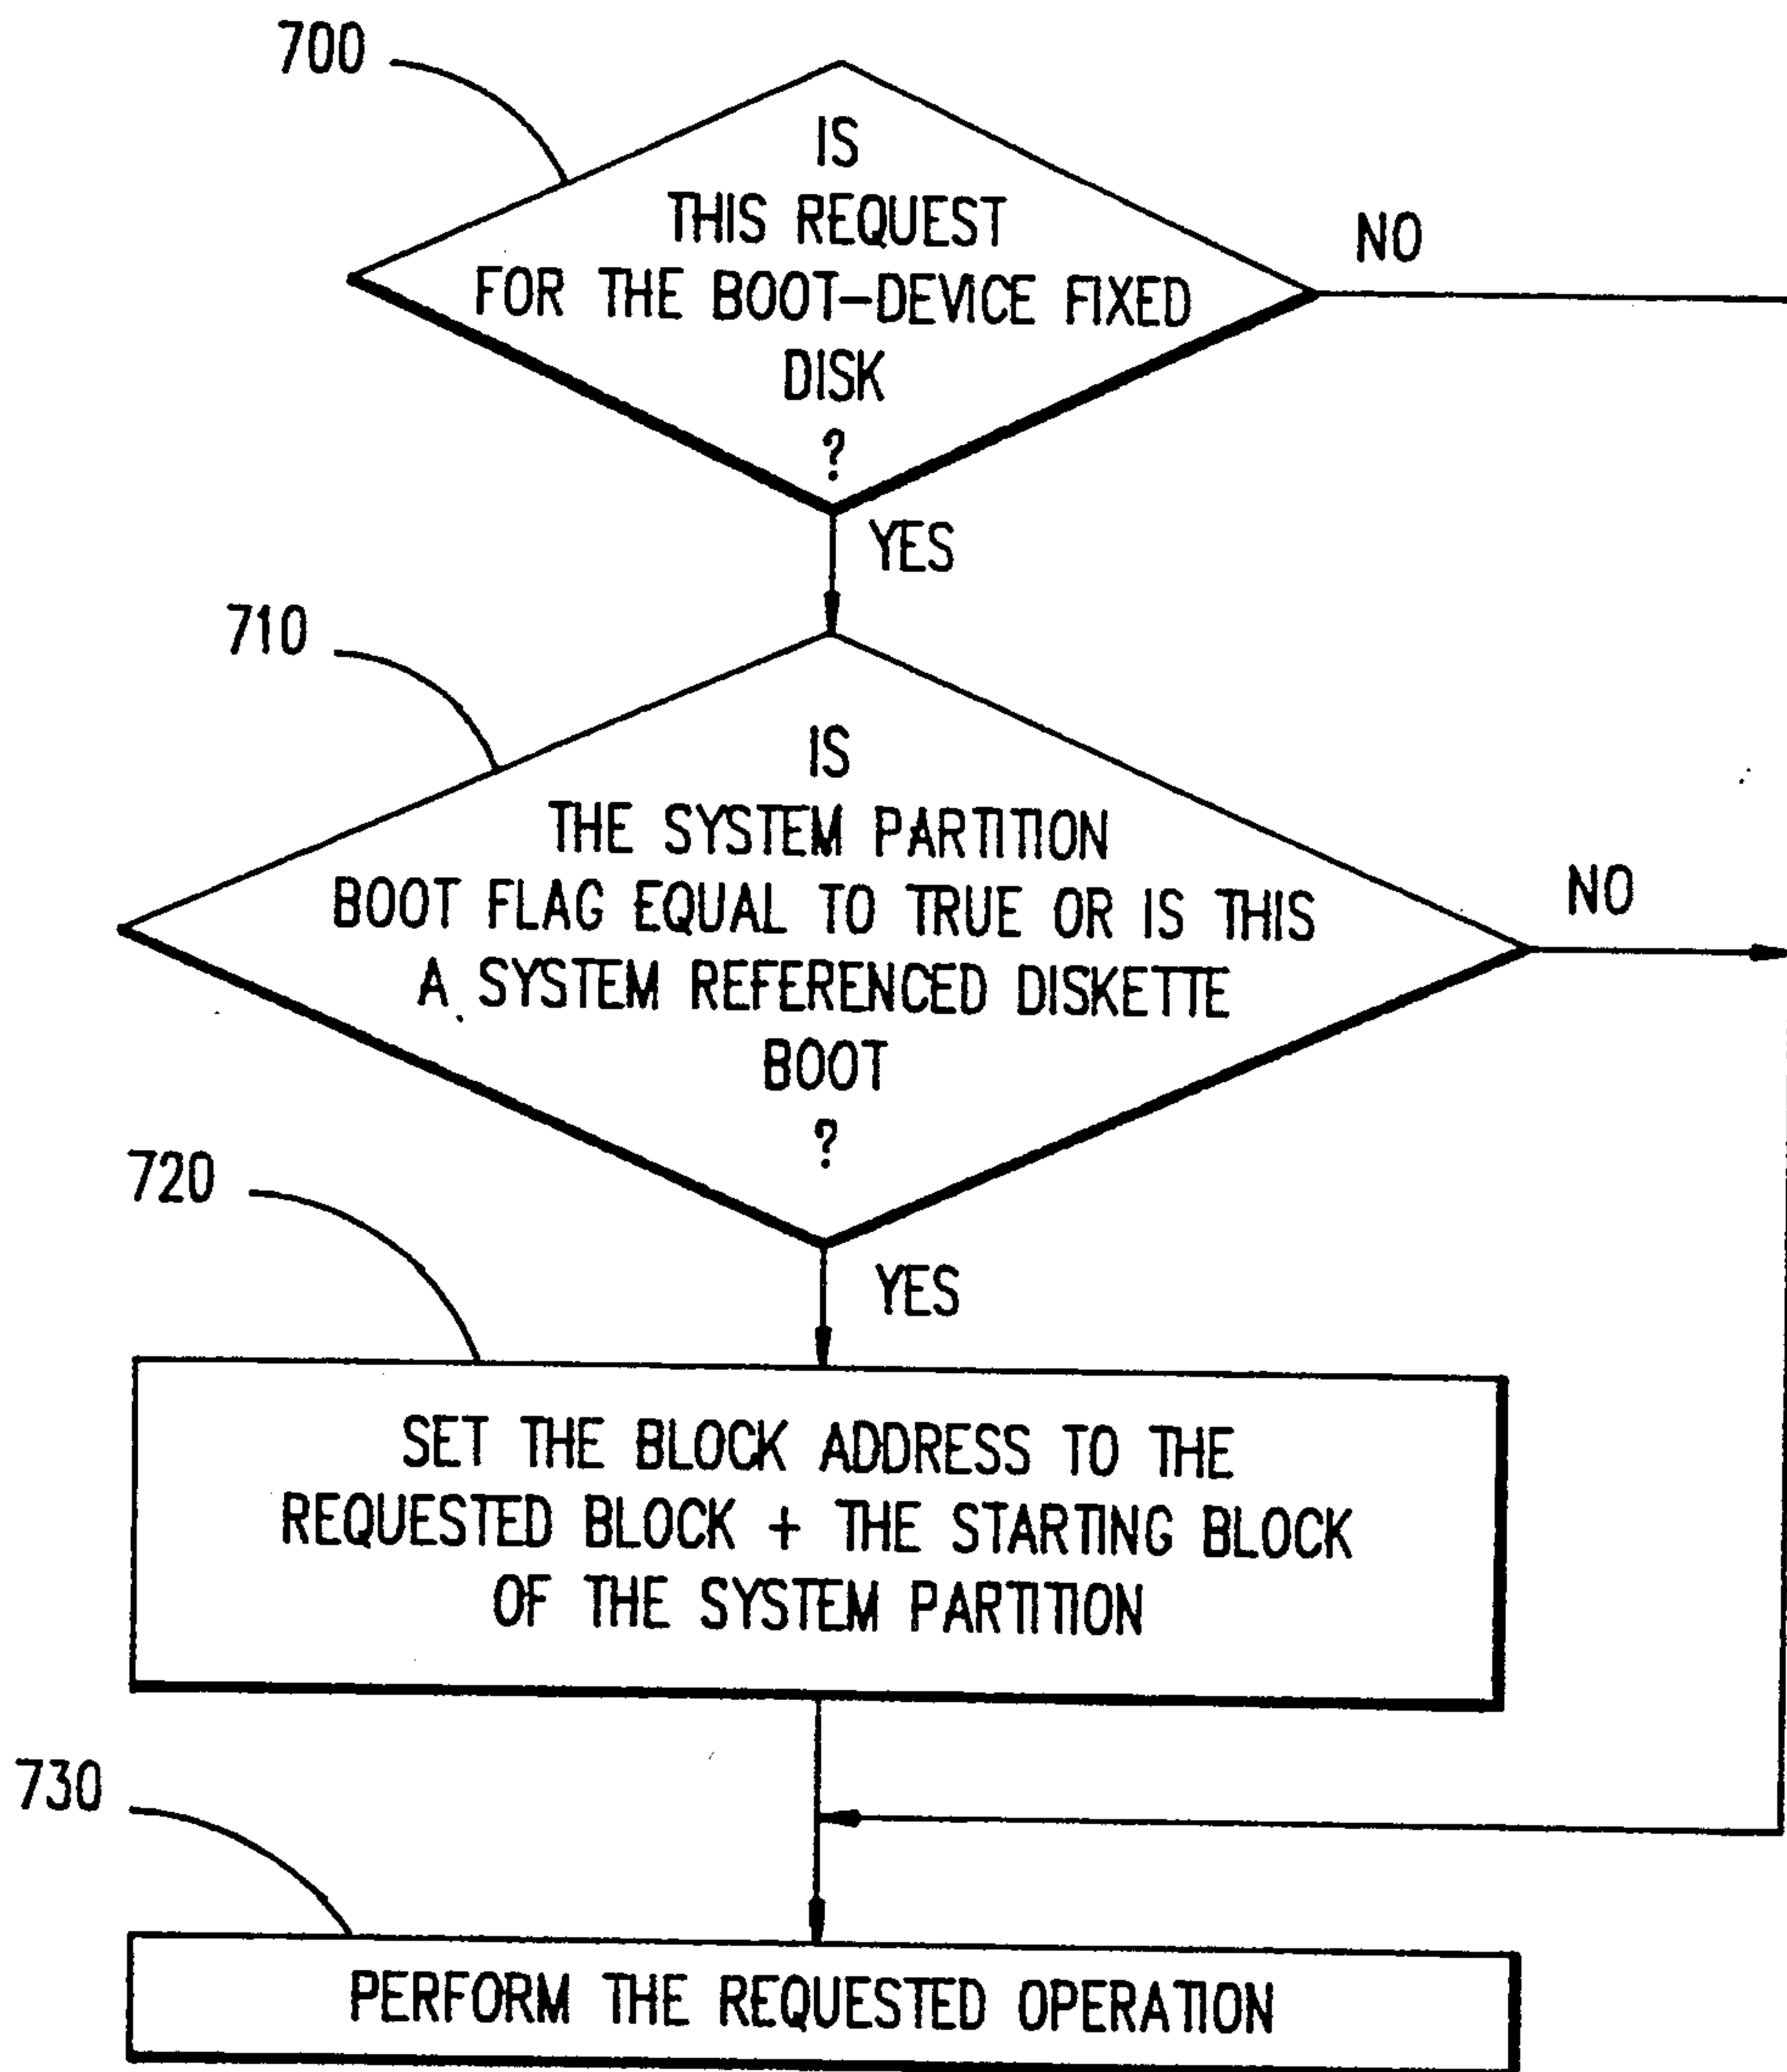 700
IS
THIS REQUEST
FOR THE BOOT-DEVICE FIXED
DISK
?
NO
YES
710
IS
THE SYSTEM PARTITION
BOOT FLAG EQUAL TO TRUE OR IS THIS
A SYSTEM REFERENCED DISKETTE
BOOT
?
NO
YES
720
SET THE BLOCK ADDRESS TO THE
REQUESTED BLOCK + THE STARTING BLOCK
OF THE SYSTEM PARTITION
730
PERFORM THE REQUESTED OPERATION